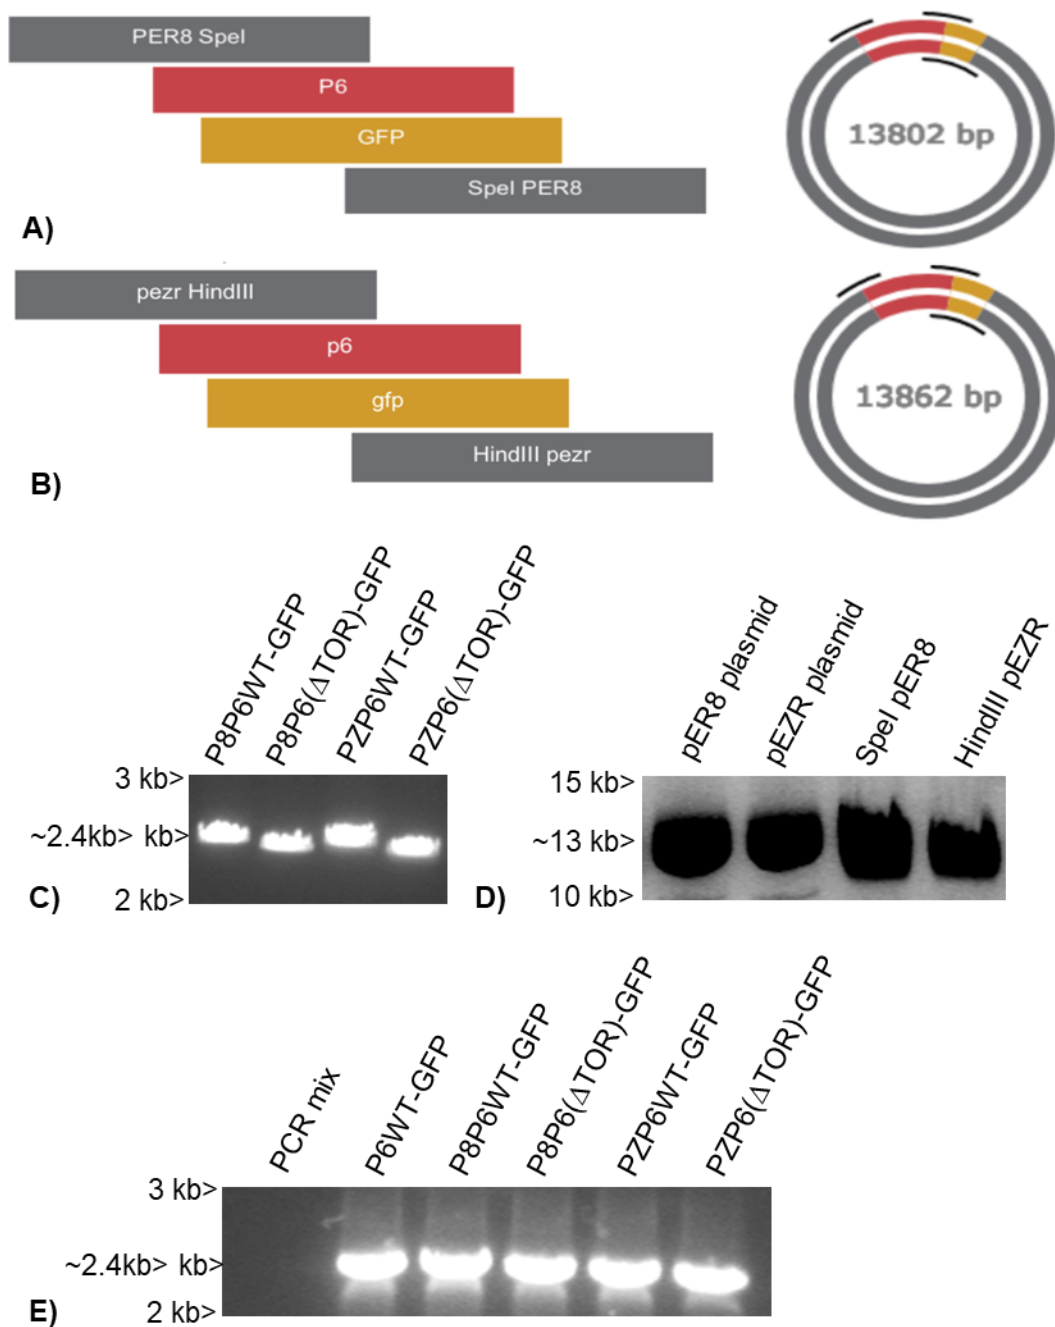 PER8 SpeI
P6
GFP
SpeI PER8
13802 bp
A)
pezr HindIII
p6
gfp
HindIII pezr
13862 bp
B)
P8P6WT-GFP
P8P6(ΔTOR)-GFP
PZP6WT-GFP
PZP6(ΔTOR)-GFP
3 kb>
~2.4kb> kb>
2 kb>
C)
pER8 plasmid
pEZR plasmid
SpeI pER8
HindIII pEZR
15 kb>
~13 kb>
10 kb>
D)
PCR mix
P6WT-GFP
P8P6WT-GFP
P8P6(ΔTOR)-GFP
PZP6WT-GFP
PZP6(ΔTOR)-GFP
3 kb>
~2.4kb> kb>
2 kb>
E)